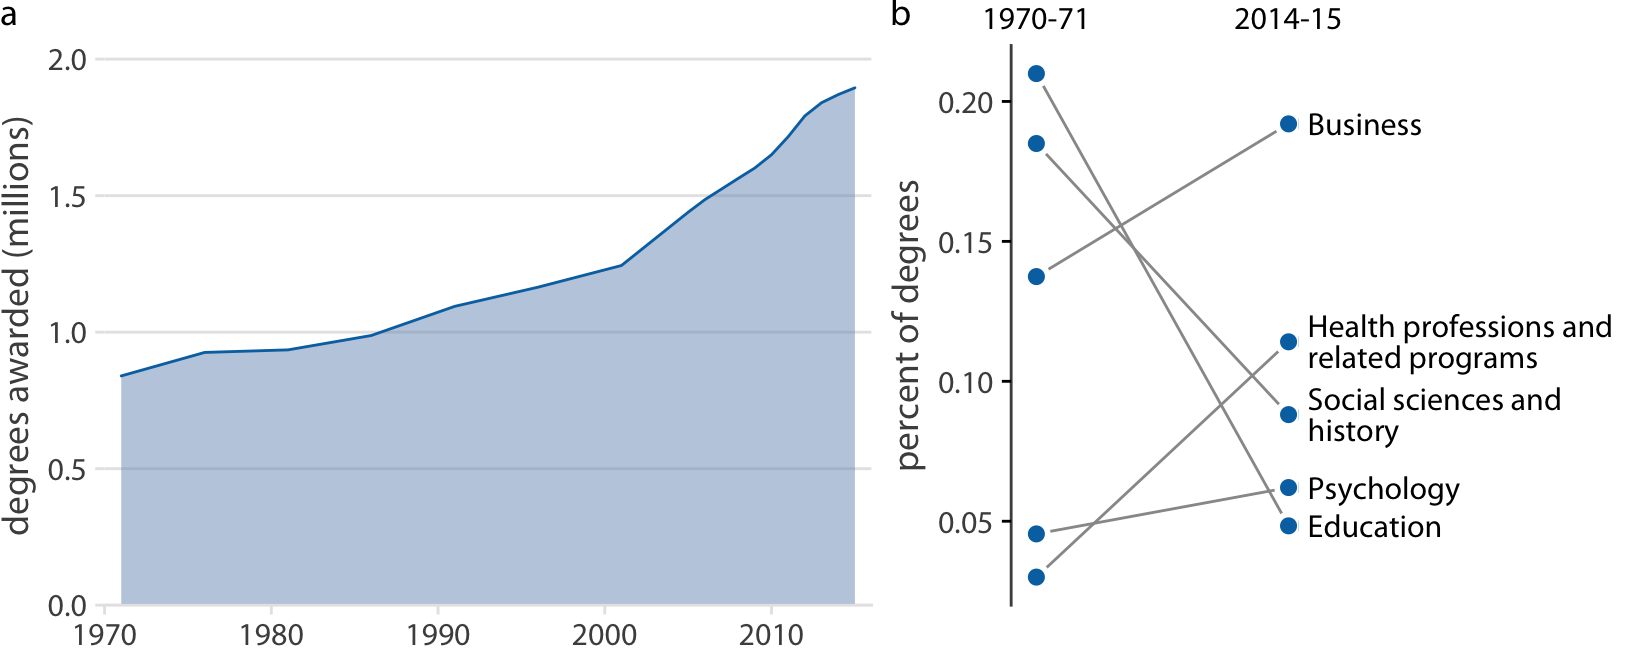 a
degrees awarded (millions)
2.0
1.5
1.0
0.5
0.0
1970 1980 1990 2000 2010
b
1970-71 2014-15
percent of degrees
0.20
0.15
0.10
0.05
Business
Health professions and
related programs
Social sciences and
history
Psychology
Education